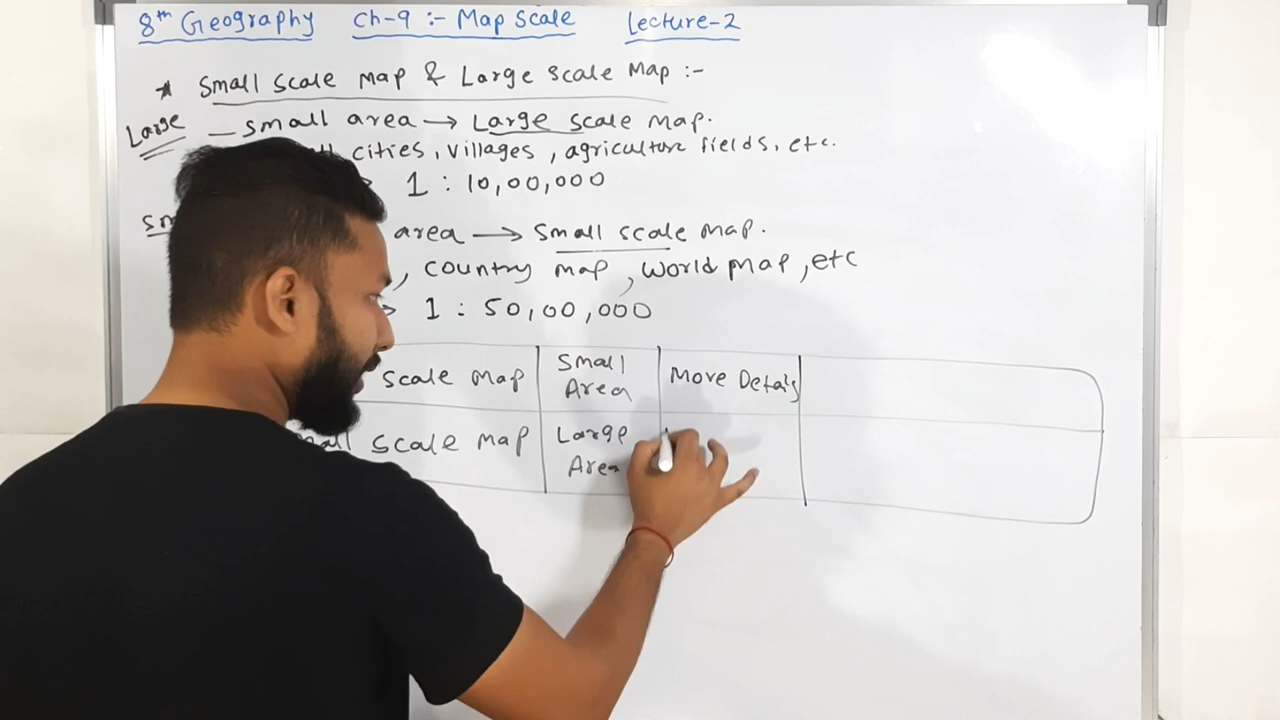 8th Geography Ch-9 :- Map Scale Lecture-2
* Small Scale Map & Large Scale Map :-
Large - Small area → Large Scale Map.
cities, villages, agriculture fields, etc.
1 : 10,00,000
area → Small Scale Map.
, Country Map, World Map, etc
1 : 50,00,000
Scale Map Small Area More Details
Scale Map Large Area